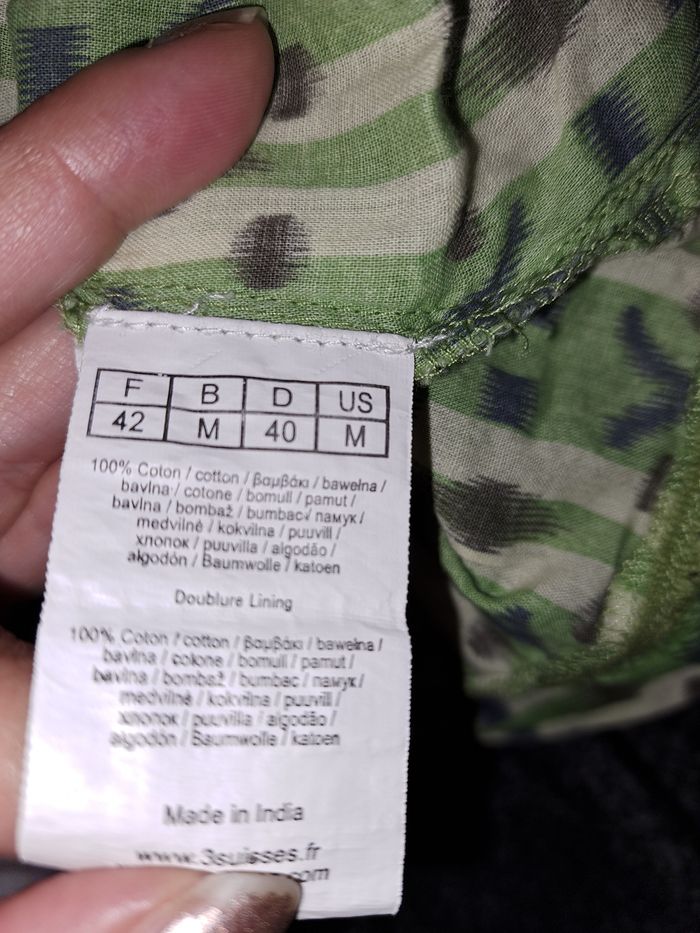 F B D US
42 M 40 M
100% Coton / cotton / βαμβάκι / bawełna /
bavlna / cotone / bomull / pamut /
bavlna / bombaž / bumbac / памук /
medvilnė / kokvilna / puuvill /
хлопок / puuvilla / algodão /
algodón / Baumwolle / katoen
Doublure Lining
100% Coton / cotton / βαμβάκι / bawełna /
bavlna / cotone / bomull / pamut /
bavlna / bombaž / bumbac / памук /
medvilnė / kokvilna / puuvill /
хлопок / puuvilla / algodão /
algodón / Baumwolle / katoen
Made in India
www.3suisses.fr